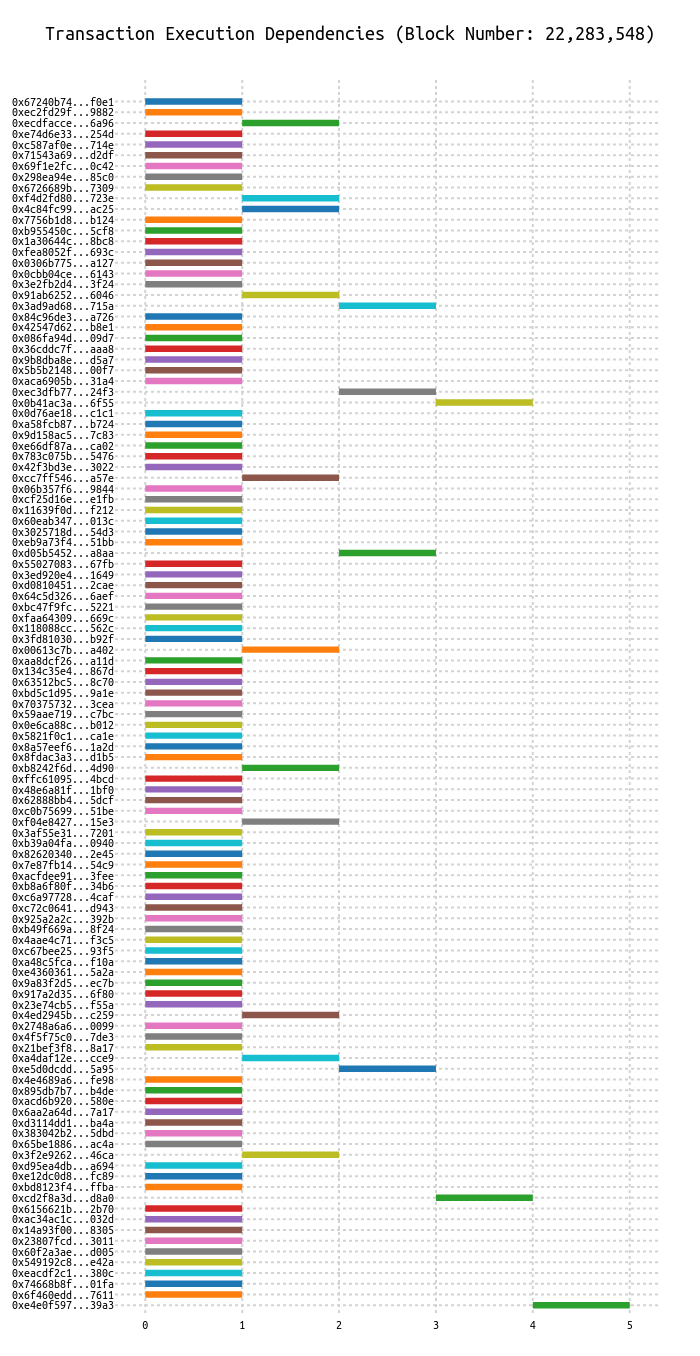 Transaction Execution Dependencies (Block Number: 22,283,548)
0x67240b74...f0e1
0xec2fd29f...9882
0xecdfacce...6a96
0xe74d6e33...254d
0xc587af0e...714e
0x71543a69...d2df
0x69f1e2fc...0c42
0x298ea94e...85c0
0x6726689b...7309
0xf4d2fd80...723e
0x4c84fc99...ac25
0x7756b1d8...b124
0xb955450c...5cf8
0x1a30644c...8bc8
0xfea8052f...693c
0x0306b775...a127
0x0cbb04ce...6143
0x3e2fb2d4...3f24
0x91ab6252...6046
0x3ad9ad68...715a
0x84c96de3...a726
0x42547d62...b8e1
0x086fa94d...09d7
0x36cddc7f...aaa8
0x9b8dba8e...d5a7
0x5b5b2148...00f7
0xaca6905b...31a4
0xec3dfb77...24f3
0x0b41ac3a...6f55
0x0d76ae18...c1c1
0xa58fcb87...b724
0x9d158ac5...7c83
0xe66df87a...ca02
0x783c075b...5476
0x42f3bd3e...3022
0xcc7ff546...a57e
0x06b357f6...9844
0xcf25d16e...e1fb
0x11639f0d...f212
0x60eab347...013c
0x3025718d...54d3
0xeb9a73f4...51bb
0xd05b5452...a8aa
0x55027083...67fb
0x3ed920e4...1649
0xd0810451...2cae
0x64c5d326...6aef
0xbc47f9fc...5221
0xfaa64309...669c
0x118088cc...562c
0x3fd81030...b92f
0x00613c7b...a402
0xaa8dcf26...a11d
0x134c35e4...867d
0x63512bc5...8c70
0xbd5c1d95...9a1e
0x70375732...3cea
0x59aae719...c7bc
0x0e6ca88c...b012
0x5821f0c1...ca1e
0x8a57eef6...1a2d
0x8fdac3a3...d1b5
0xb8242f6d...4d90
0xffc61095...4bcd
0x48e6a81f...1bf0
0x62888bb4...5dcf
0xc0b75699...51be
0xf04e8427...15e3
0x3af55e31...7201
0xb39a04fa...0940
0x82620340...2e45
0x7e87fb14...54c9
0xacfdee91...3fee
0xb8a6f80f...34b6
0xc6a97728...4caf
0xc72c0641...d943
0x925a2a2c...392b
0xb49f669a...8f24
0x4aae4c71...f3c5
0xc67bee25...93f5
0xa48c5fca...f10a
0xe4360361...5a2a
0x9a83f2d5...ec7b
0x917a2d35...6f80
0x23e74cb5...f55a
0x4ed2945b...c259
0x2748a6a6...0099
0x4f5f75c0...7de3
0x21bef3f8...8a17
0xa4daf12e...cce9
0xe5d0dcdd...5a95
0x4e4689a6...fe98
0x895db7b7...b4de
0xacd6b920...580e
0x6aa2a64d...7a17
0xd3114dd1...ba4a
0x383042b2...5dbd
0x65be1886...ac4a
0x3f2e9262...46ca
0xd95ea4db...a694
0xe12dc0d8...fc89
0xbd8123f4...ffba
0xcd2f8a3d...d8a0
0x6156621b...2b70
0xac34ac1c...032d
0x14a93f00...8305
0x23807fcd...3011
0x60f2a3ae...d005
0x549192c8...e42a
0xeacdf2c1...380c
0x74668b8f...01fa
0x6f460edd...7611
0xe4e0f597...39a3
0 1 2 3 4 5